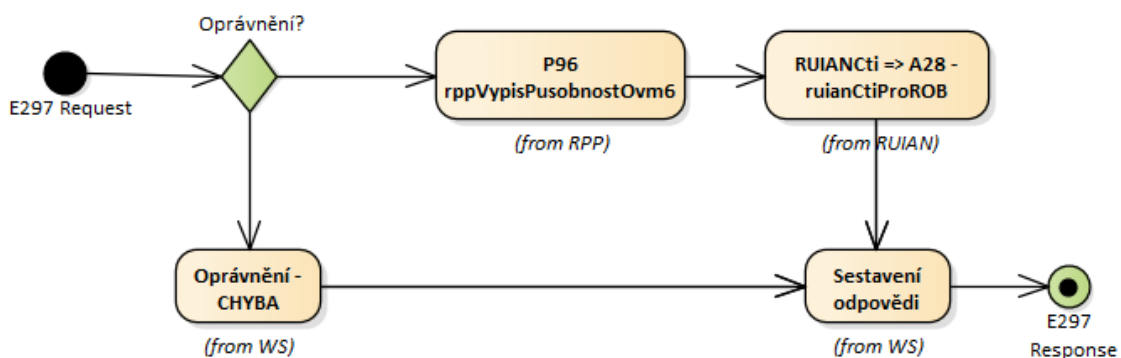 Oprávnění?
E297 Request
P96
rppVypisPusobnostOvm6
(from RPP)
RUIANCti => A28 -
ruianCtiProROB
(from RUIAN)
Oprávnění -
CHYBA
(from WS)
Sestavení
odpovědi
(from WS)
E297
Response